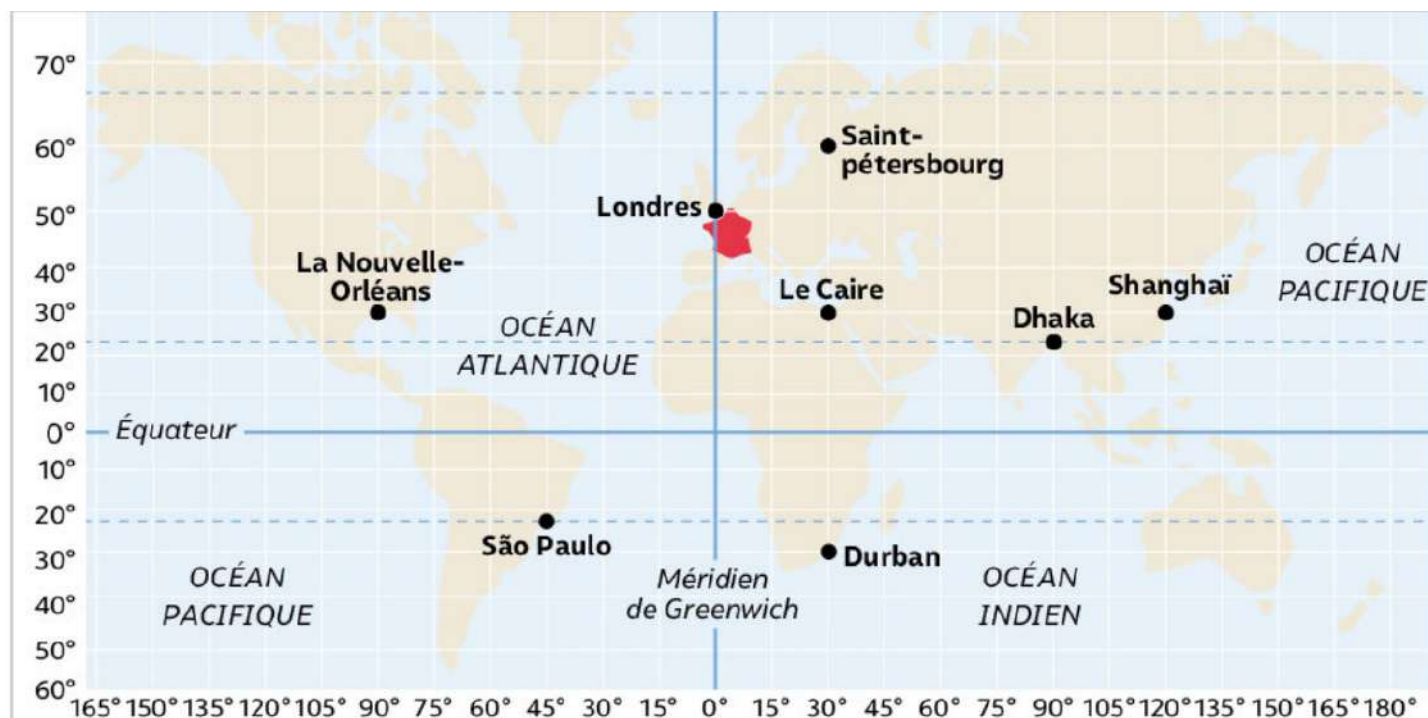 70°
60°
50°
40°
30°
20°
10°
0°
10°
20°
30°
40°
50°
60°
Saint-
pétersbourg
Londres
La Nouvelle-
Orléans
OCÉAN
ATLANTIQUE
Le Caire
Dhaka
Shanghaï
OCÉAN
PACIFIQUE
Équateur
São Paulo
Durban
OCÉAN
PACIFIQUE
Méridien
de Greenwich
OCÉAN
INDIEN
165° 150° 135° 120° 105° 90° 75° 60° 45° 30° 15° 0° 15° 30° 45° 60° 75° 90° 105° 120° 135° 150° 165° 180°